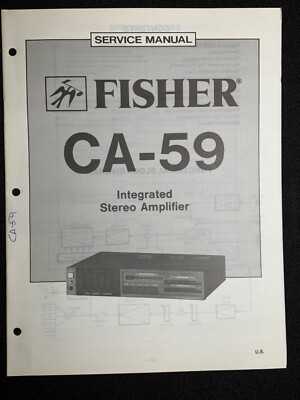 SERVICE MANUAL
FISHER®
CA-59
Integrated
Stereo Amplifier
CA-59
U.S.